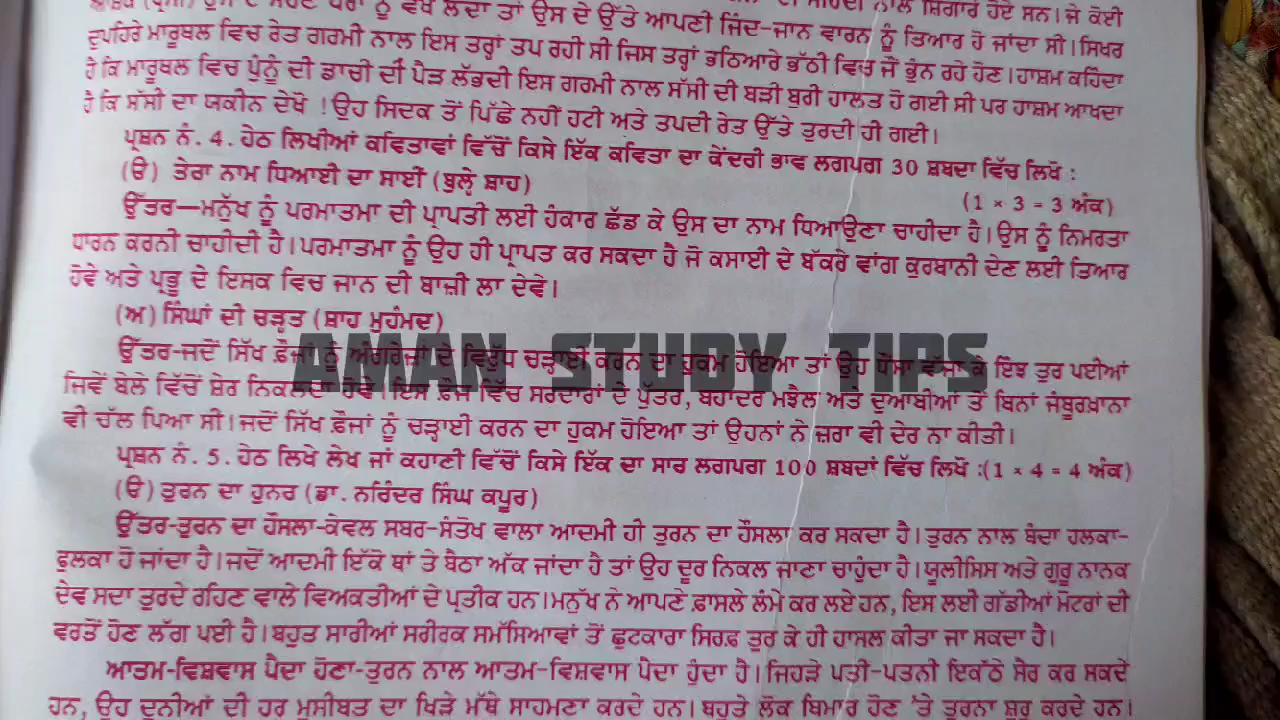 ਨਾਲ ਸ਼ਿੰਗਾਰੇ ਹੋਏ ਸਨ। ਜੇ ਕੋਈ
ਨੂੰ ਵੇਖ ਲੈਂਦਾ ਤਾਂ ਉਸ ਦੇ ਉੱਤੇ ਆਪਣੀ ਜਿੰਦ-ਜਾਨ ਵਾਰਨ ਨੂੰ ਤਿਆਰ ਹੋ ਜਾਂਦਾ ਸੀ। ਸਿਖਰ
ਦੁਪਹਿਰੇ ਮਾਰੂਥਲ ਵਿਚ ਰੇਤ ਗਰਮੀ ਨਾਲ ਇਸ ਤਰ੍ਹਾਂ ਤਪ ਰਹੀ ਸੀ ਜਿਸ ਤਰ੍ਹਾਂ ਭਠਿਆਰੇ ਭੱਠੀ ਵਿਚ ਜੌਂ ਭੁੰਨ ਰਹੇ ਹੋਣ। ਹਾਸ਼ਮ ਕਹਿੰਦਾ
ਹੈ ਕਿ ਮਾਰੂਥਲ ਵਿਚ ਪੁੰਨੂੰ ਦੀ ਡਾਚੀ ਦੀ ਪੈੜ ਲੱਭਦੀ ਇਸ ਗਰਮੀ ਨਾਲ ਸੱਸੀ ਦੀ ਬੜੀ ਬੁਰੀ ਹਾਲਤ ਹੋ ਗਈ ਸੀ ਪਰ ਹਾਸ਼ਮ ਆਖਦਾ
ਹੈ ਕਿ ਸੱਸੀ ਦਾ ਯਕੀਨ ਦੇਖੋ ! ਉਹ ਸਿਦਕ ਤੋਂ ਪਿੱਛੇ ਨਹੀਂ ਹਟੀ ਅਤੇ ਤਪਦੀ ਰੇਤ ਉੱਤੇ ਤੁਰਦੀ ਹੀ ਗਈ।
ਪ੍ਰਸ਼ਨ ਨੰ. 4. ਹੇਠ ਲਿਖੀਆਂ ਕਵਿਤਾਵਾਂ ਵਿੱਚੋਂ ਕਿਸੇ ਇੱਕ ਕਵਿਤਾ ਦਾ ਕੇਂਦਰੀ ਭਾਵ ਲਗਪਗ 30 ਸ਼ਬਦਾ ਵਿੱਚ ਲਿਖੋ :
(ੳ) ਤੇਰਾ ਨਾਮ ਧਿਆਈ ਦਾ ਸਾਈਂ (ਬੁਲ੍ਹੇ ਸ਼ਾਹ) (1 × 3 = 3 ਅੰਕ)
ਉੱਤਰ—ਮਨੁੱਖ ਨੂੰ ਪਰਮਾਤਮਾ ਦੀ ਪ੍ਰਾਪਤੀ ਲਈ ਹੰਕਾਰ ਛੱਡ ਕੇ ਉਸ ਦਾ ਨਾਮ ਧਿਆਉਣਾ ਚਾਹੀਦਾ ਹੈ। ਉਸ ਨੂੰ ਨਿਮਰਤਾ
ਧਾਰਨ ਕਰਨੀ ਚਾਹੀਦੀ ਹੈ। ਪਰਮਾਤਮਾ ਨੂੰ ਉਹ ਹੀ ਪ੍ਰਾਪਤ ਕਰ ਸਕਦਾ ਹੈ ਜੋ ਕਸਾਈ ਦੇ ਬੱਕਰੇ ਵਾਂਗ ਕੁਰਬਾਨੀ ਦੇਣ ਲਈ ਤਿਆਰ
ਹੋਵੇ ਅਤੇ ਪ੍ਰਭੂ ਦੇ ਇਸ਼ਕ ਵਿਚ ਜਾਨ ਦੀ ਬਾਜ਼ੀ ਲਾ ਦੇਵੇ।
(ਅ) ਸਿੰਘਾਂ ਦੀ ਚੜ੍ਹਤ (ਸ਼ਾਹ ਮੁਹੰਮਦ)
AMAN STUDY TIPS
ਉੱਤਰ-ਜਦੋਂ ਸਿੱਖ ਫ਼ੌਜਾਂ ਨੂੰ ਅੰਗਰੇਜ਼ਾਂ ਦੇ ਵਿਰੁੱਧ ਚੜ੍ਹਾਈ ਕਰਨ ਦਾ ਹੁਕਮ ਹੋਇਆ ਤਾਂ ਉਹ ਧੌਂਸਾ ਵੱਜਾ ਕੇ ਇਝ ਤੁਰ ਪਈਆਂ
ਜਿਵੇਂ ਬੇਲੇ ਵਿੱਚੋਂ ਸ਼ੇਰ ਨਿਕਲਦਾ ਹੋਵੇ। ਇਸ ਫ਼ੌਜ ਵਿੱਚ ਸਰਦਾਰਾਂ ਦੇ ਪੁੱਤਰ, ਬਹਾਦਰ ਮਝੈਲ ਅਤੇ ਦੁਆਬੀਆਂ ਤੋਂ ਬਿਨਾਂ ਜੰਬੂਰਖ਼ਾਨਾ
ਵੀ ਚੱਲ ਪਿਆ ਸੀ। ਜਦੋਂ ਸਿੱਖ ਫ਼ੌਜਾਂ ਨੂੰ ਚੜ੍ਹਾਈ ਕਰਨ ਦਾ ਹੁਕਮ ਹੋਇਆ ਤਾਂ ਉਹਨਾਂ ਨੇ ਜ਼ਰਾ ਵੀ ਦੇਰ ਨਾ ਕੀਤੀ।
ਪ੍ਰਸ਼ਨ ਨੰ. 5. ਹੇਠ ਲਿਖੇ ਲੇਖ ਜਾਂ ਕਹਾਣੀ ਵਿੱਚੋਂ ਕਿਸੇ ਇੱਕ ਦਾ ਸਾਰ ਲਗਪਗ 100 ਸ਼ਬਦਾਂ ਵਿੱਚ ਲਿਖੋ :(1 × 4 = 4 ਅੰਕ)
(ੳ) ਤੁਰਨ ਦਾ ਹੁਨਰ (ਡਾ. ਨਰਿੰਦਰ ਸਿੰਘ ਕਪੂਰ)
ਉੱਤਰ-ਤੁਰਨ ਦਾ ਹੌਸਲਾ-ਕੇਵਲ ਸਬਰ-ਸੰਤੋਖ ਵਾਲਾ ਆਦਮੀ ਹੀ ਤੁਰਨ ਦਾ ਹੌਸਲਾ ਕਰ ਸਕਦਾ ਹੈ। ਤੁਰਨ ਨਾਲ ਬੰਦਾ ਹਲਕਾ-
ਫੁਲਕਾ ਹੋ ਜਾਂਦਾ ਹੈ। ਜਦੋਂ ਆਦਮੀ ਇੱਕੋ ਥਾਂ ਤੇ ਬੈਠਾ ਅੱਕ ਜਾਂਦਾ ਹੈ ਤਾਂ ਉਹ ਦੂਰ ਨਿਕਲ ਜਾਣਾ ਚਾਹੁੰਦਾ ਹੈ। ਯੂਲੀਸਿਸ ਅਤੇ ਗੁਰੂ ਨਾਨਕ
ਦੇਵ ਸਦਾ ਤੁਰਦੇ ਰਹਿਣ ਵਾਲੇ ਵਿਅਕਤੀਆਂ ਦੇ ਪ੍ਰਤੀਕ ਹਨ। ਮਨੁੱਖ ਨੇ ਆਪਣੇ ਫ਼ਾਸਲੇ ਲੰਮੇ ਕਰ ਲਏ ਹਨ, ਇਸ ਲਈ ਗੱਡੀਆਂ ਮੋਟਰਾਂ ਦੀ
ਵਰਤੋਂ ਹੋਣ ਲੱਗ ਪਈ ਹੈ। ਬਹੁਤ ਸਾਰੀਆਂ ਸਰੀਰਕ ਸਮੱਸਿਆਵਾਂ ਤੋਂ ਛੁਟਕਾਰਾ ਸਿਰਫ਼ ਤੁਰ ਕੇ ਹੀ ਹਾਸਲ ਕੀਤਾ ਜਾ ਸਕਦਾ ਹੈ।
ਆਤਮ-ਵਿਸ਼ਵਾਸ ਪੈਦਾ ਹੋਣਾ-ਤੁਰਨ ਨਾਲ ਆਤਮ-ਵਿਸ਼ਵਾਸ ਪੈਦਾ ਹੁੰਦਾ ਹੈ। ਜਿਹੜੇ ਪਤੀ-ਪਤਨੀ ਇਕੱਠੇ ਸੈਰ ਕਰ ਸਕਦੇ
ਹਨ, ਉਹ ਦੁਨੀਆਂ ਦੀ ਹਰ ਮੁਸੀਬਤ ਦਾ ਖਿੜੇ ਮੱਥੇ ਸਾਹਮਣਾ ਕਰਦੇ ਹਨ। ਬਹੁਤੇ ਲੋਕ ਬਿਮਾਰ ਹੋਣ 'ਤੇ ਤੁਰਨਾ ਸ਼ੁਰੂ ਕਰਦੇ ਹਨ।